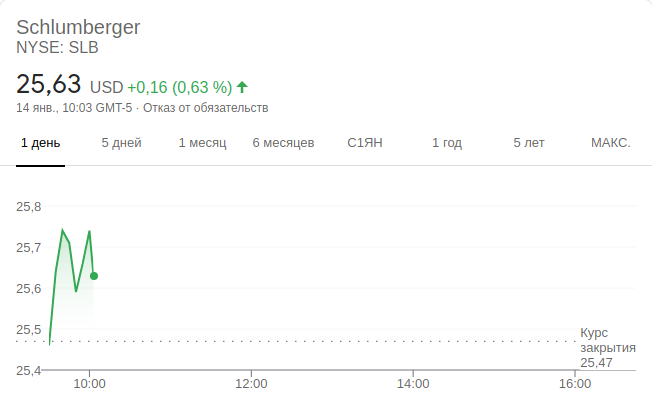 Schlumberger
NYSE: SLB
25,63 USD +0,16 (0,63 %)
14 янв., 10:03 GMT-5 · Отказ от обязательств
1 день 5 дней 1 месяц 6 месяцев С1ЯН 1 год 5 лет МАКС.
25,8
25,7
25,6
25,5
25,4
Курс
закрытия
25,47
10:00 12:00 14:00 16:00